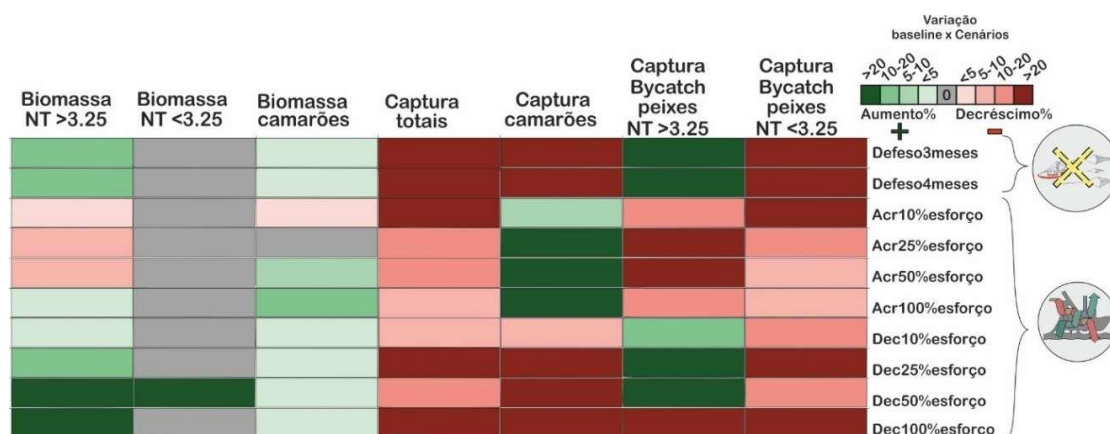 Variação
baseline x Cenários
>20 10-20 5-10 <5 0 <5 5-10 10-20 >20
Aumento% Decréscimo%
+ -
Biomassa
NT >3.25
Biomassa
NT <3.25
Biomassa
camarões
Captura
totais
Captura
camarões
Captura
Bycatch
peixes
NT >3.25
Captura
Bycatch
peixes
NT <3.25
Defeso3meses
Defeso4meses
Acr10%esforço
Acr25%esforço
Acr50%esforço
Acr100%esforço
Dec10%esforço
Dec25%esforço
Dec50%esforço
Dec100%esforço